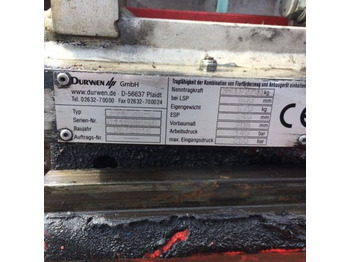 DURWEN GmbH
www.durwen.de - D-56637 Plaidt
Tel. 02632-70000 Fax 02632-700024
Typ
Serien-Nr.
Baujahr
Auftrags-Nr.
Tragfähigkeit der Kombination von Flurförderzeug und Anbaugerät einhalten
Nenntragkraft kg
bei LSP mm
Eigengewicht kg
ESP mm
Vorbaumaß mm
Arbeitsdruck bar
max. Eingangsdruck bar
CE